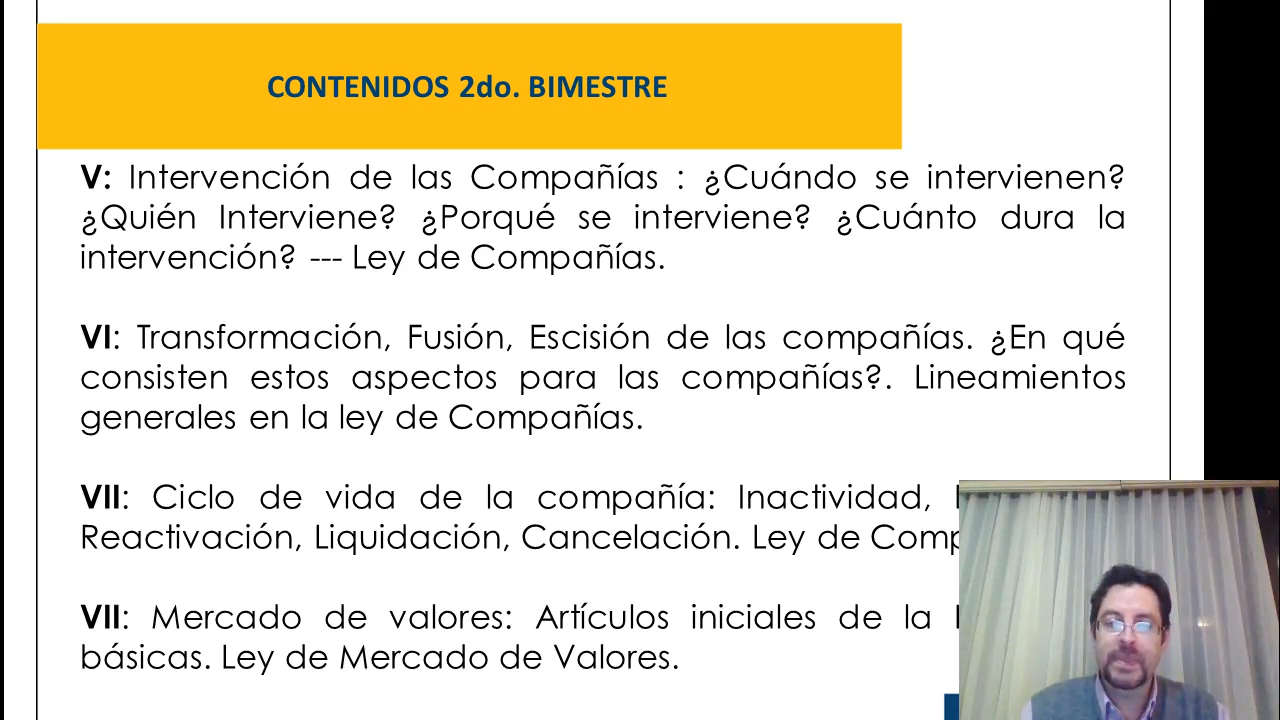 CONTENIDOS 2do. BIMESTRE
V: Intervención de las Compañías : ¿Cuándo se intervienen?
¿Quién Interviene? ¿Porqué se interviene? ¿Cuánto dura la
intervención? --- Ley de Compañías.
VI: Transformación, Fusión, Escisión de las compañías. ¿En qué
consisten estos aspectos para las compañías?. Lineamientos
generales en la ley de Compañías.
VII: Ciclo de vida de la compañía: Inactividad,
Reactivación, Liquidación, Cancelación. Ley de Comp
VII: Mercado de valores: Artículos iniciales de la
básicas. Ley de Mercado de Valores.